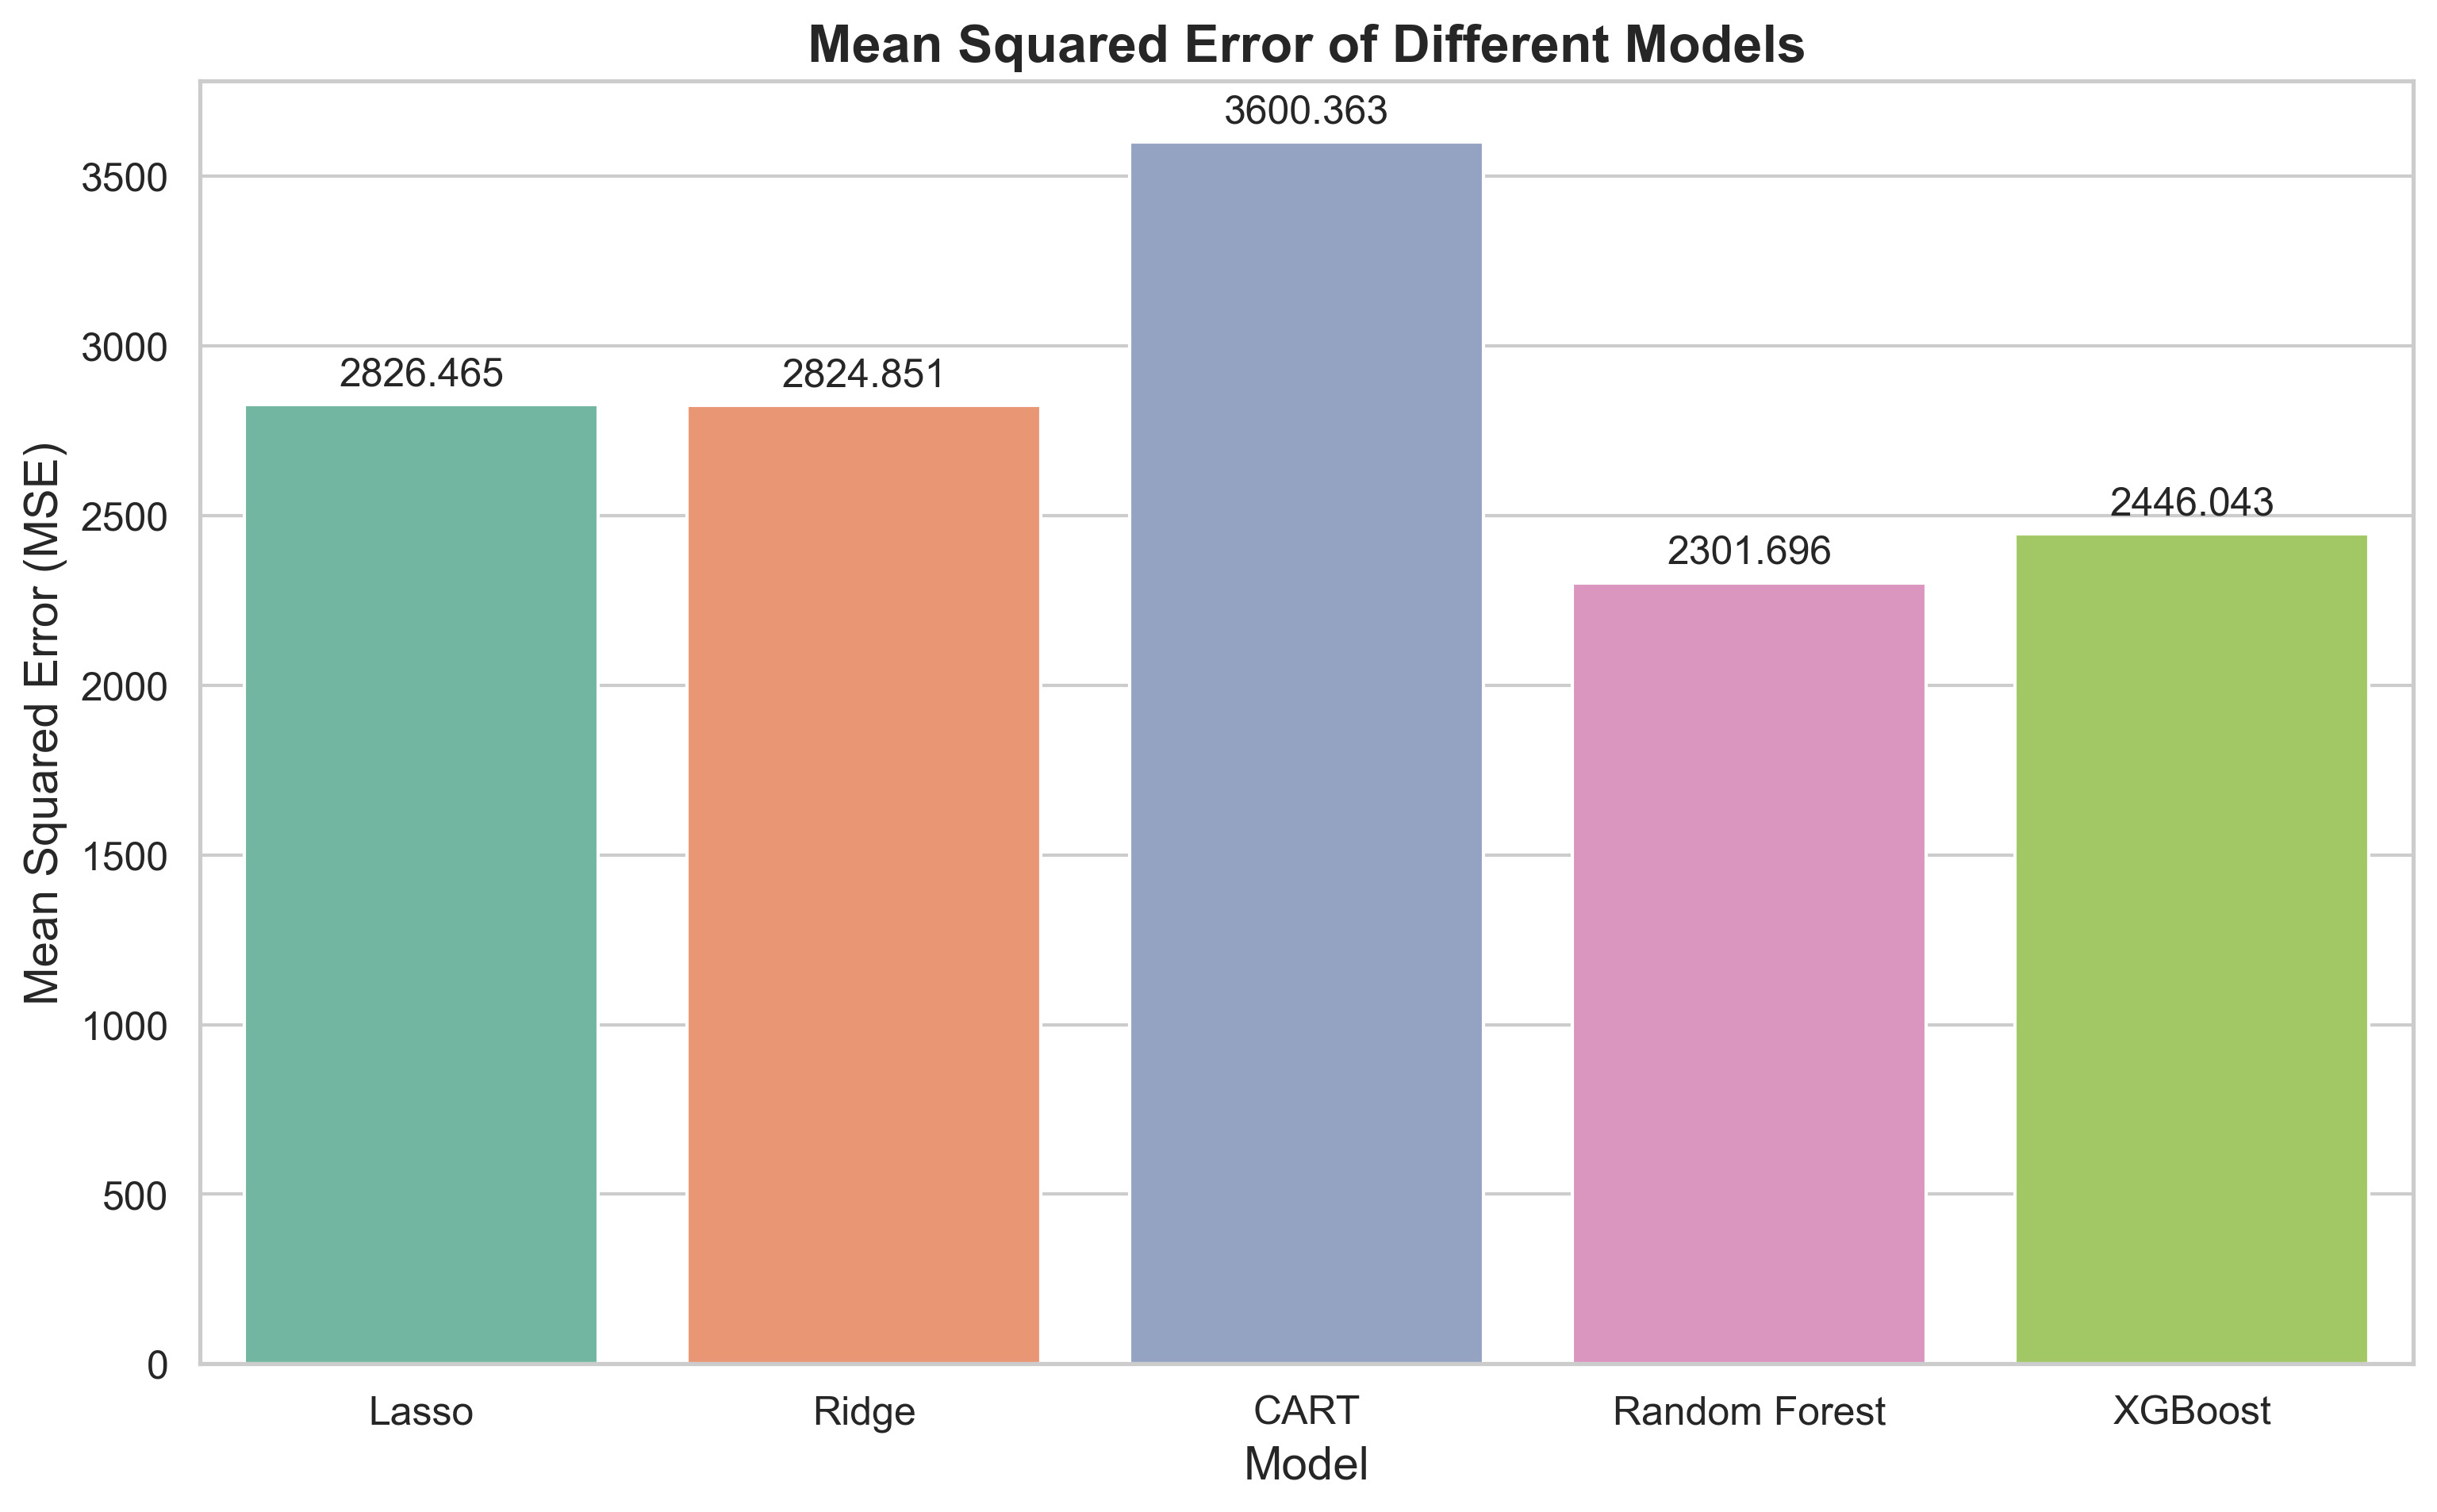 Mean Squared Error of Different Models
Mean Squared Error (MSE)
3500
3000
2500
2000
1500
1000
500
0
2826.465
2824.851
3600.363
2301.696
2446.043
Lasso
Ridge
CART
Random Forest
XGBoost
Model